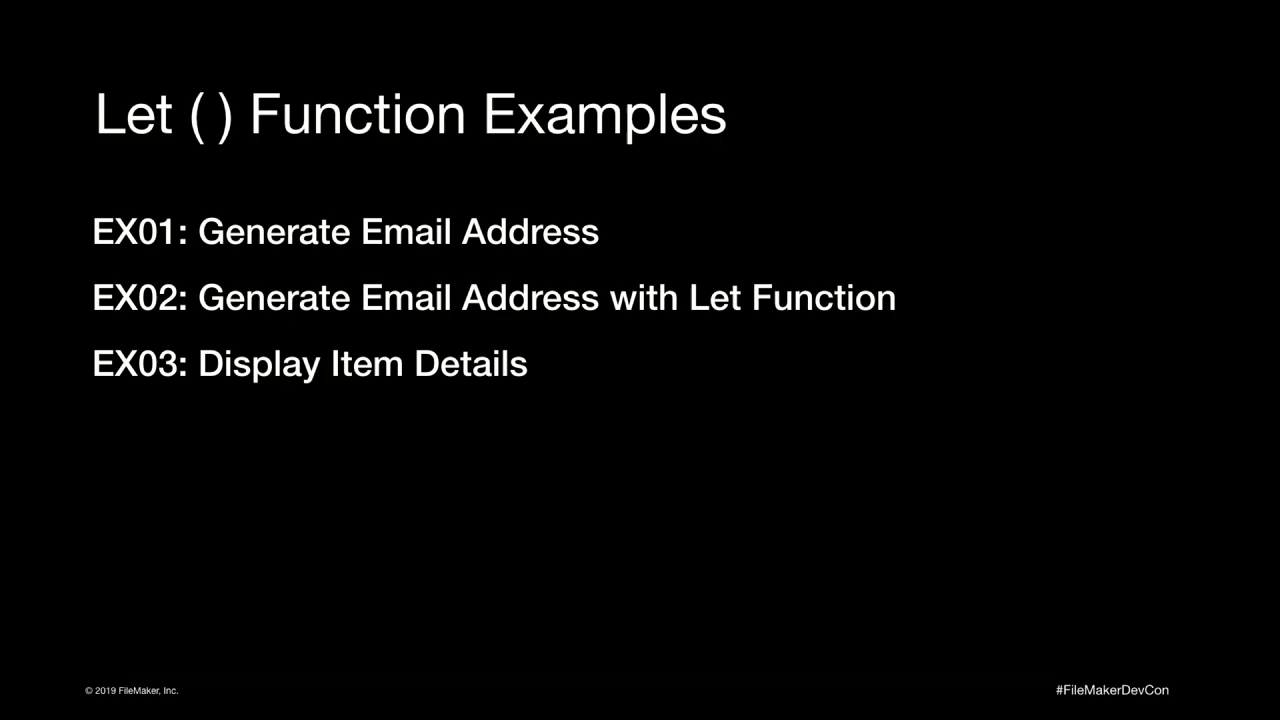 Let ( ) Function Examples
EX01: Generate Email Address
EX02: Generate Email Address with Let Function
EX03: Display Item Details
© 2019 FileMaker, Inc.
#FileMakerDevCon